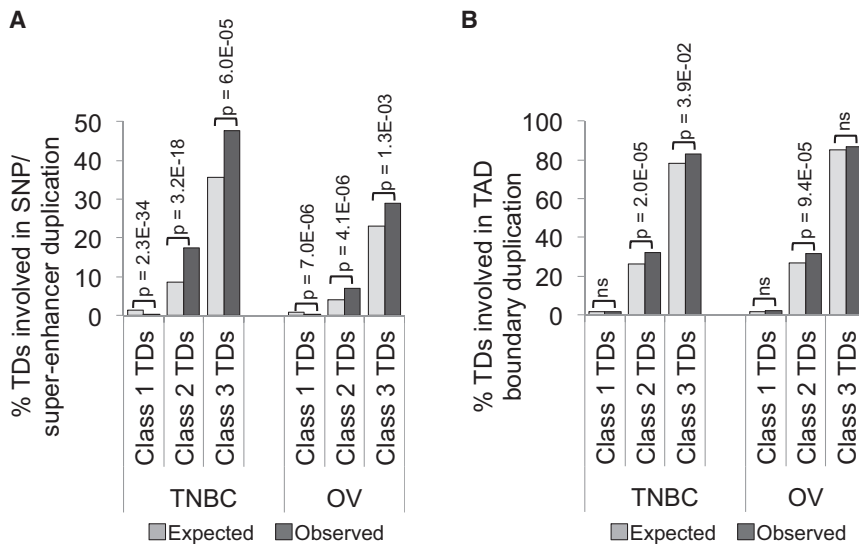 A
% TDs involved in SNP/
super-enhancer duplication
50
40
30
20
10
0
p = 2.3E-34
p = 3.2E-18
p = 6.0E-05
p = 7.0E-06
p = 4.1E-06
p = 1.3E-03
Class 1 TDs
Class 2 TDs
Class 3 TDs
Class 1 TDs
Class 2 TDs
Class 3 TDs
TNBC
OV
Expected
Observed
B
% TDs involved in TAD
boundary duplication
100
80
60
40
20
0
ns
p = 2.0E-05
p = 3.9E-02
ns
p = 9.4E-05
ns
Class 1 TDs
Class 2 TDs
Class 3 TDs
Class 1 TDs
Class 2 TDs
Class 3 TDs
TNBC
OV
Expected
Observed